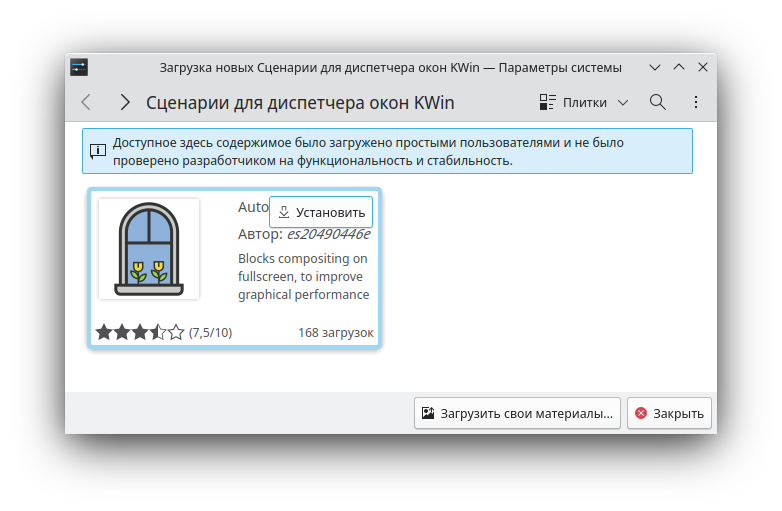 Загрузка новых Сценарии для диспетчера окон KWin — Параметры системы
Сценарии для диспетчера окон KWin
Плитки
Доступное здесь содержимое было загружено простыми пользователями и не было
проверено разработчиком на функциональность и стабильность.
Auto
Установить
Автор: es20490446e
Blocks compositing on
fullscreen, to improve
graphical performance
(7,5/10)
168 загрузок
Загрузить свои материалы...
Закрыть